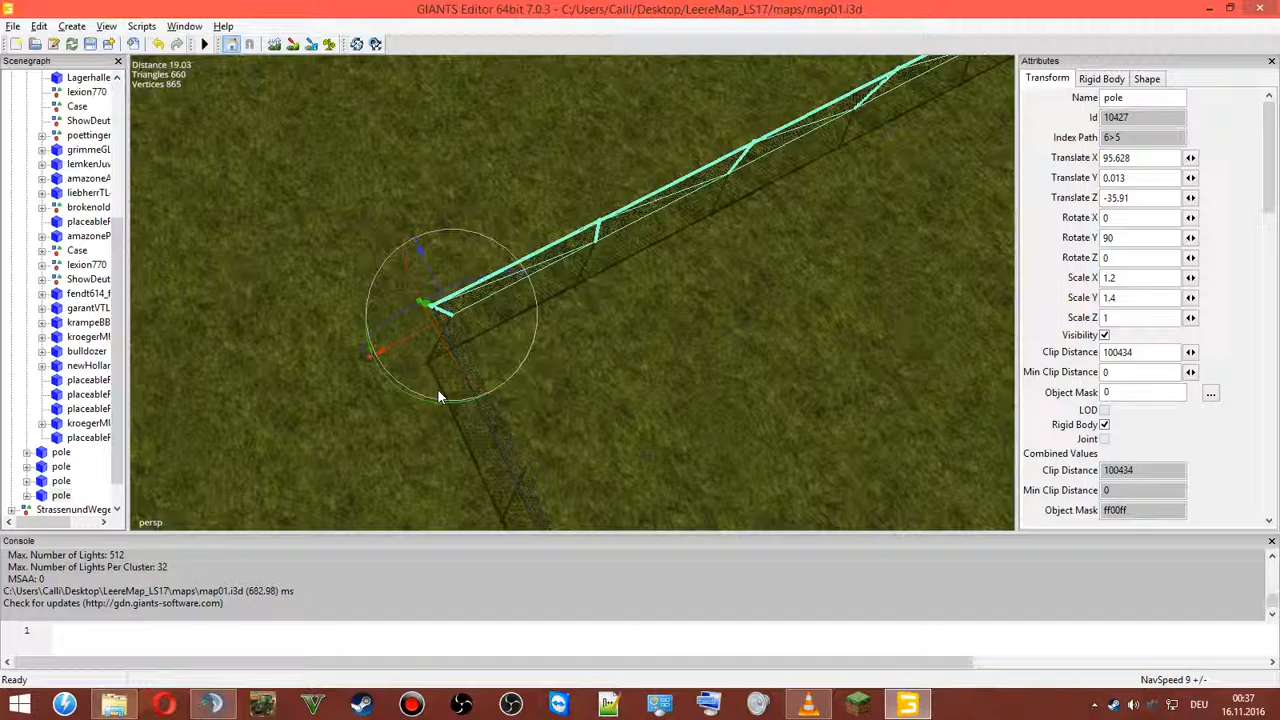 GIANTS Editor 64bit 7.0.3 - C:/Users/Calli/Desktop/LeereMap_LS17/maps/map01.i3d
File Edit Create View Scripts Window Help
Scenegraph
Lagerhalle
lexion770
Case
ShowDeut
poettinger
grimmeGL
lemkenJuw
amazoneA
liebherrTL-
brokenold
placeableF
amazoneP
Case
lexion770
ShowDeut
fendt614_f
garantVTL
krampeBB
kroegerML
bulldozer
newHollar
placeableF
placeableF
placeableF
kroegerML
placeableF
pole
pole
pole
pole
StrassenundWege
Distance 19.03
Triangles 660
Vertices 865
persp
Attributes
Transform Rigid Body Shape
Name pole
Id 10427
Index Path 6>5
Translate X 95.628
Translate Y 0.013
Translate Z -35.91
Rotate X 0
Rotate Y 90
Rotate Z 0
Scale X 1.2
Scale Y 1.4
Scale Z 1
Visibility
Clip Distance 100434
Min Clip Distance 0
Object Mask 0 ...
LOD
Rigid Body
Joint
Combined Values
Clip Distance 100434
Min Clip Distance 0
Object Mask ff00ff
Console
Max. Number of Lights: 512
Max. Number of Lights Per Cluster: 32
MSAA: 0
C:\Users\Calli\Desktop\LeereMap_LS17\maps\map01.i3d (682.98) ms
Check for updates (http://gdn.giants-software.com)
1
Ready
NavSpeed 9 +/-
DEU
00:37
16.11.2016